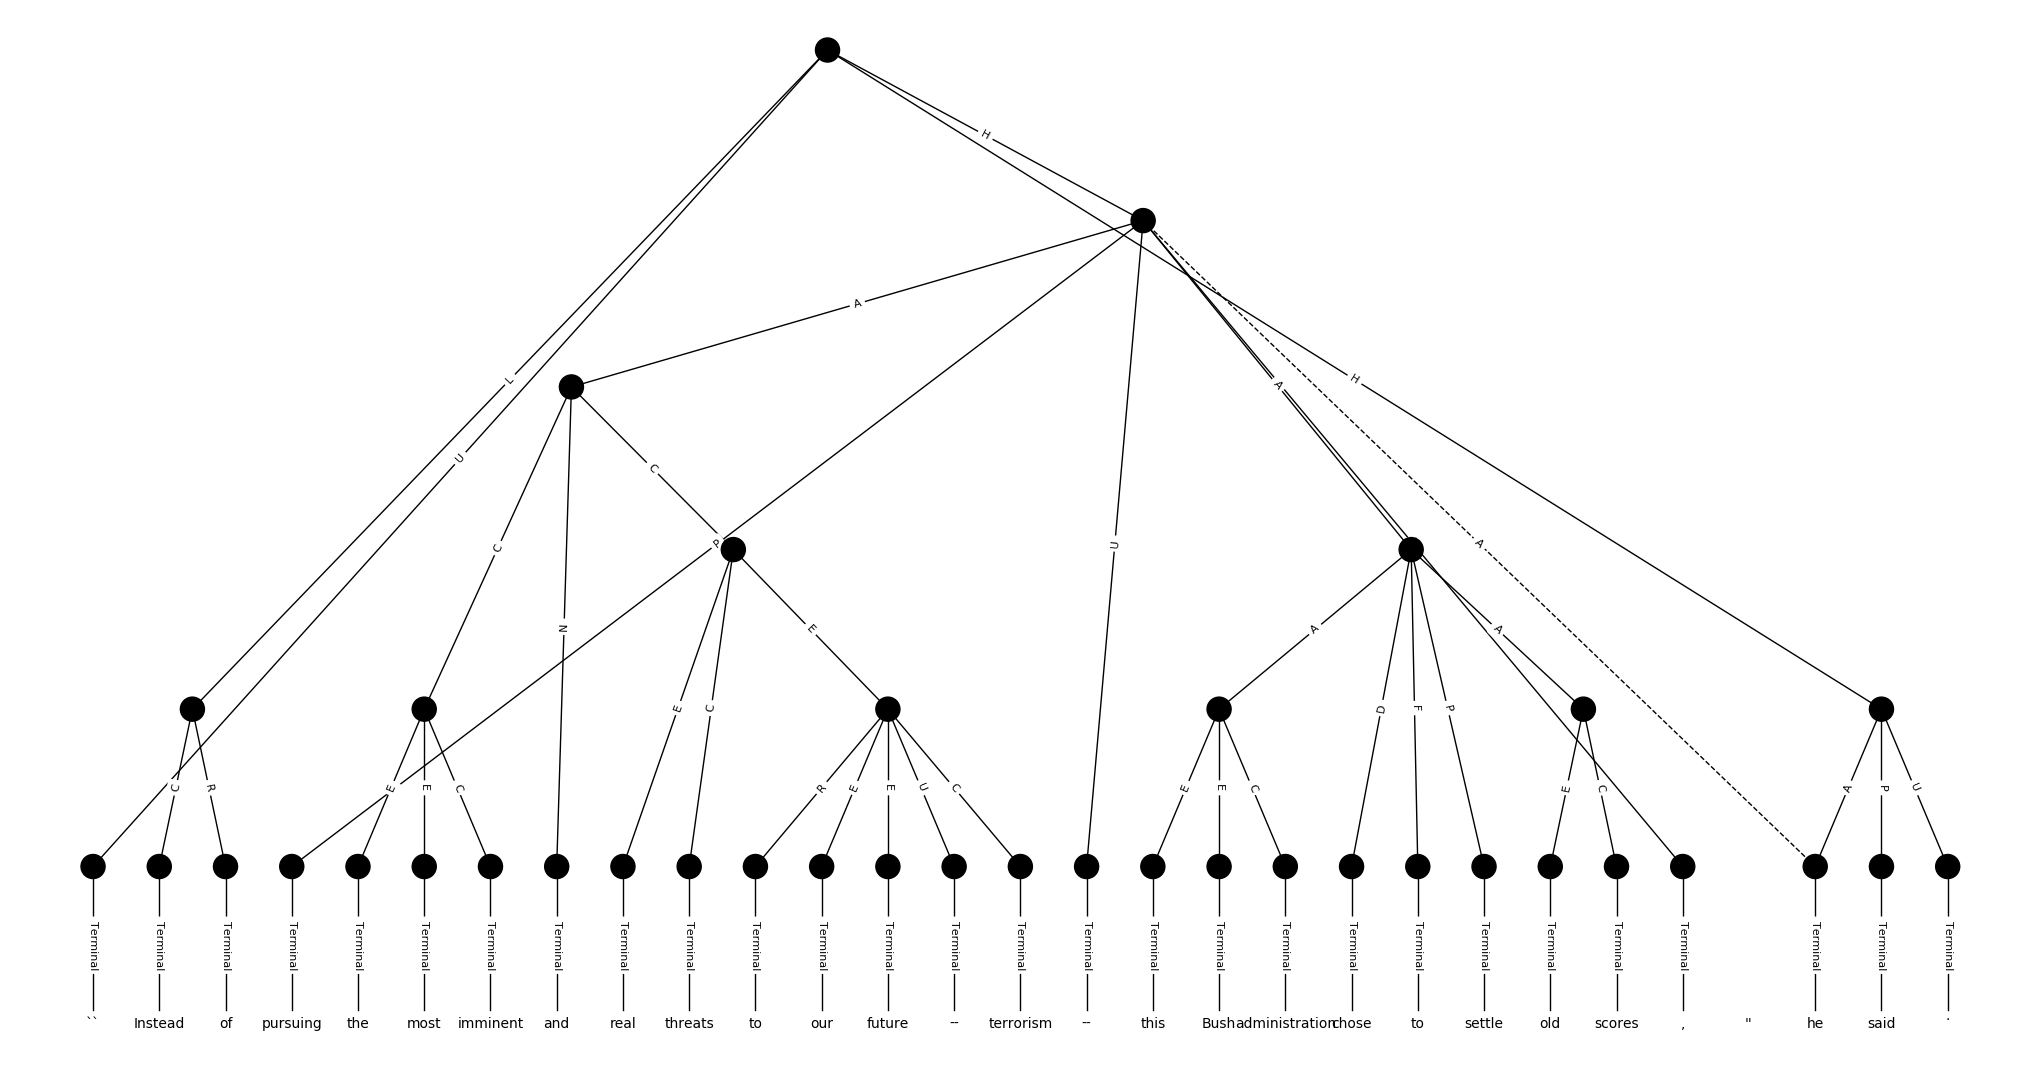 H
A
L
A
H
U
C
C
P
U
A
N
E
A
A
E
C
D
F
P
C
R
E
E
C
R
E
E
U
C
E
E
C
E
C
A
P
U
Terminal Terminal Terminal Terminal Terminal Terminal Terminal Terminal Terminal Terminal Terminal Terminal Terminal Terminal Terminal Terminal Terminal Terminal Terminal Terminal Terminal Terminal Terminal Terminal Terminal Terminal Terminal Terminal
`` Instead of pursuing the most imminent and real threats to our future -- terrorism -- this Bush administration chose to settle old scores , " he said .